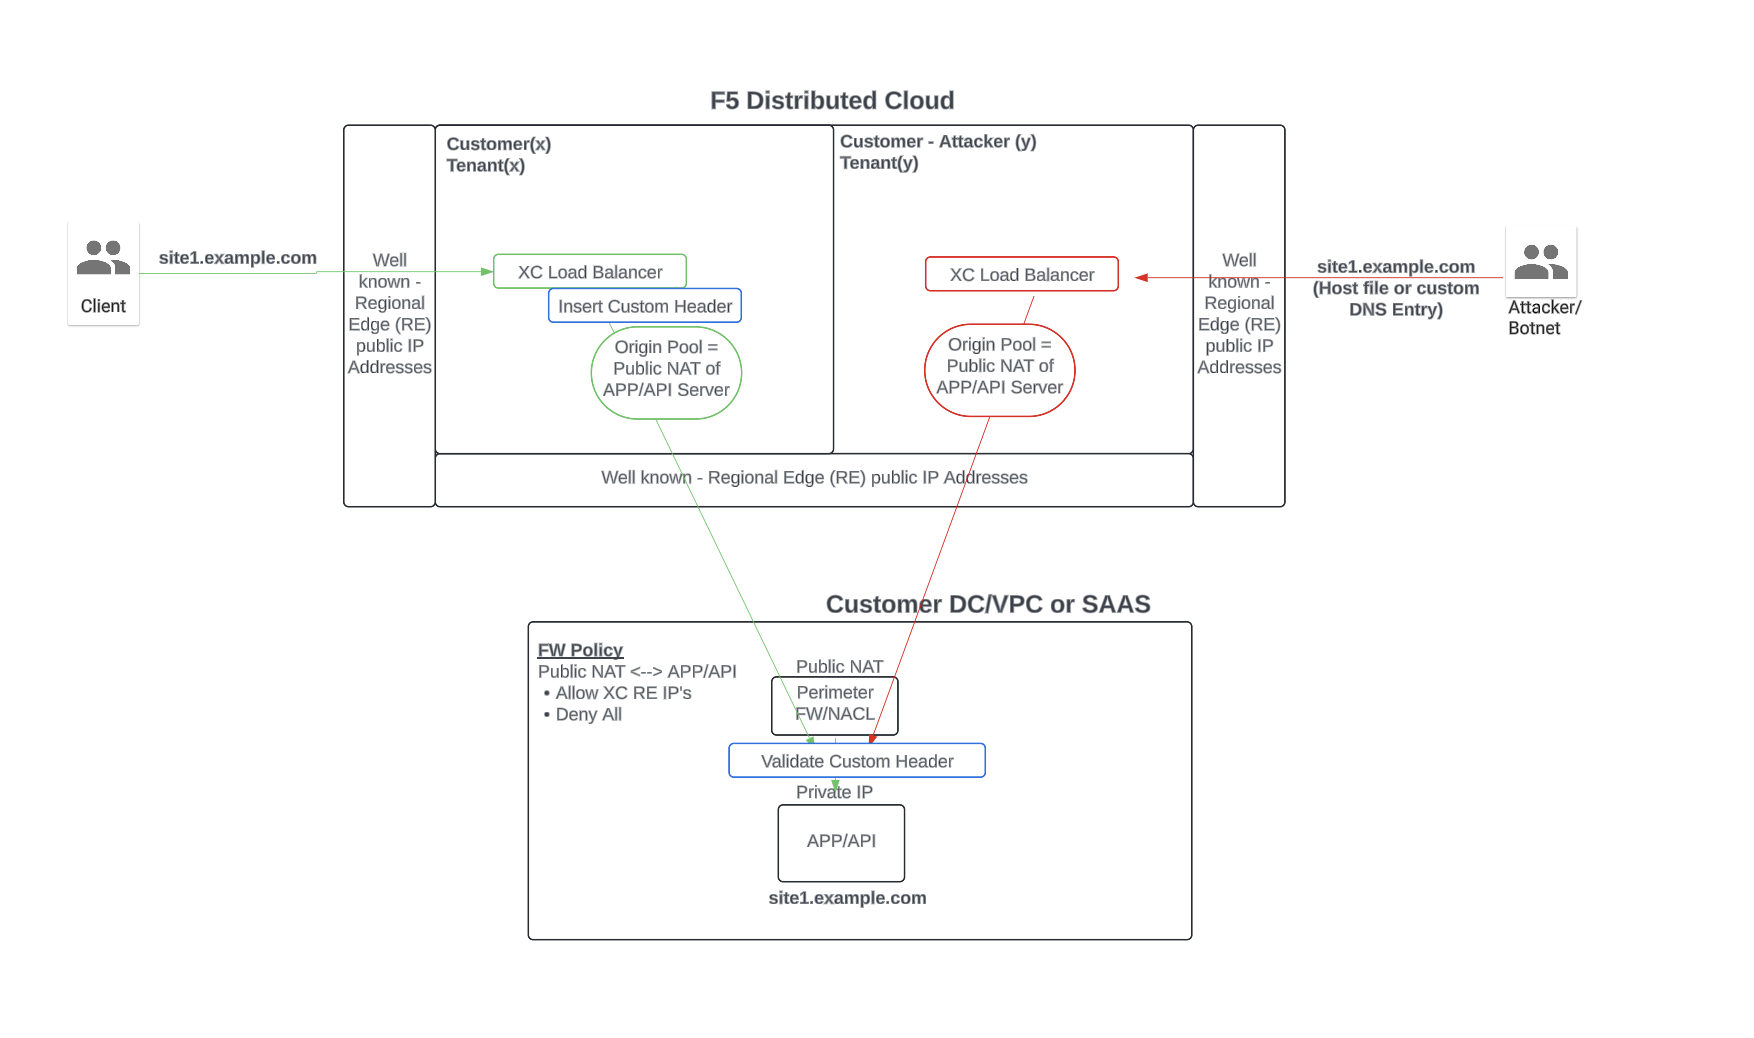 F5 Distributed Cloud
Customer(x)
Tenant(x)
Customer - Attacker (y)
Tenant(y)
Client
site1.example.com
Well
known -
Regional
Edge (RE)
public IP
Addresses
XC Load Balancer
Insert Custom Header
Origin Pool =
Public NAT of
APP/API Server
XC Load Balancer
Origin Pool =
Public NAT of
APP/API Server
Well
known -
Regional
Edge (RE)
public IP
Addresses
site1.example.com
(Host file or custom
DNS Entry)
Attacker/
Botnet
Well known - Regional Edge (RE) public IP Addresses
Customer DC/VPC or SAAS
FW Policy
Public NAT <--> APP/API
• Allow XC RE IP's
• Deny All
Public NAT
Perimeter
FW/NACL
Validate Custom Header
Private IP
APP/API
site1.example.com